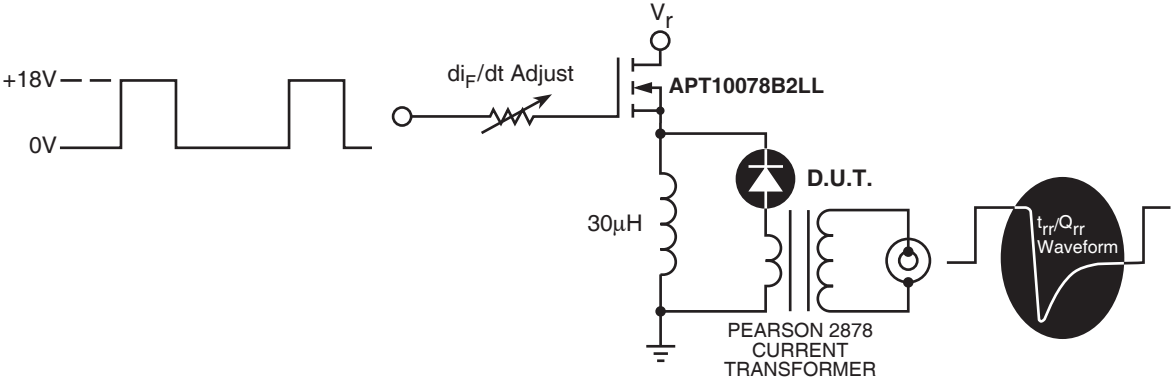 V_r
+18V
di_F/dt Adjust
APT10078B2LL
0V
D.U.T.
30μH
t_rr/Q_rr
Waveform
PEARSON 2878
CURRENT
TRANSFORMER